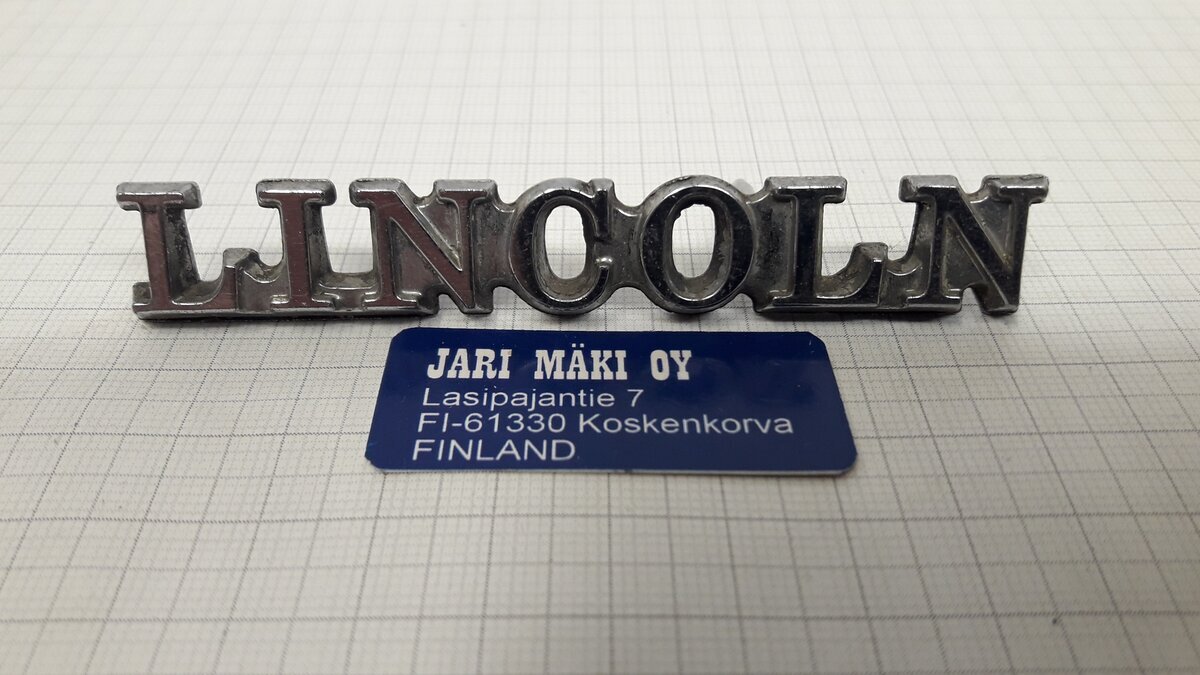 LINCOLN
JARI MÄKI OY
Lasipajantie 7
FI-61330 Koskenkorva
FINLAND